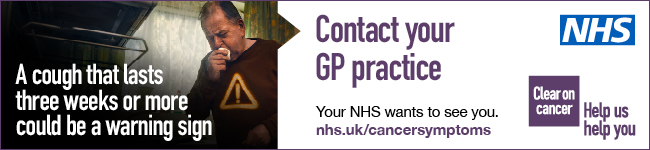 A cough that lasts
three weeks or more
could be a warning sign
Contact your
GP practice
Your NHS wants to see you.
nhs.uk/cancersymptoms
NHS
Clear on
cancer
Help us
help you